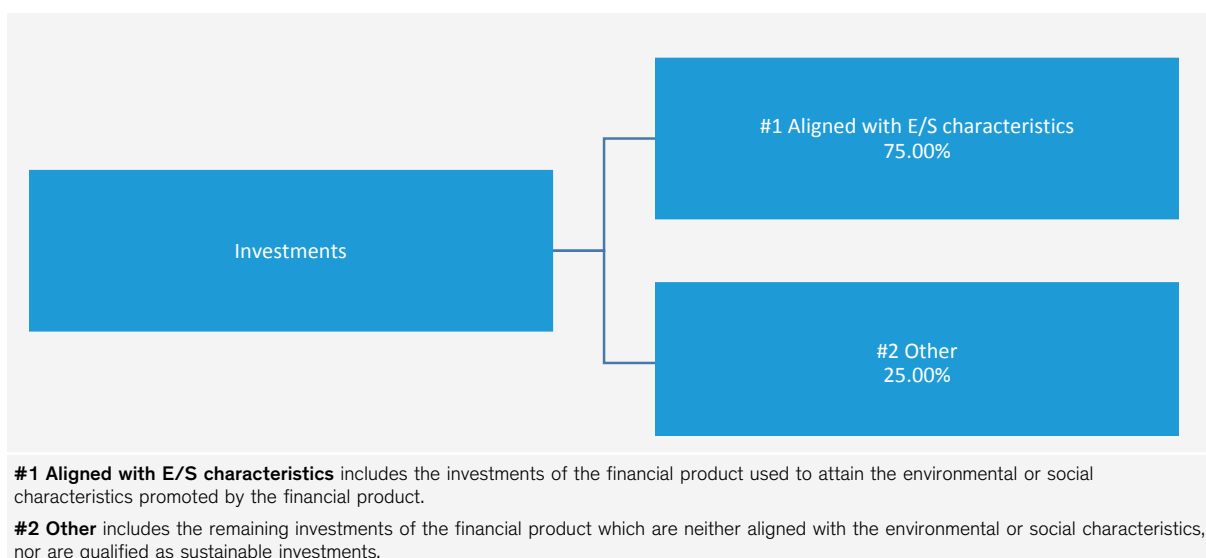 #1 Aligned with E/S characteristics
75.00%
Investments
#2 Other
25.00%
#1 Aligned with E/S characteristics includes the investments of the financial product used to attain the environmental or social
characteristics promoted by the financial product.
#2 Other includes the remaining investments of the financial product which are neither aligned with the environmental or social characteristics,
nor are qualified as sustainable investments.